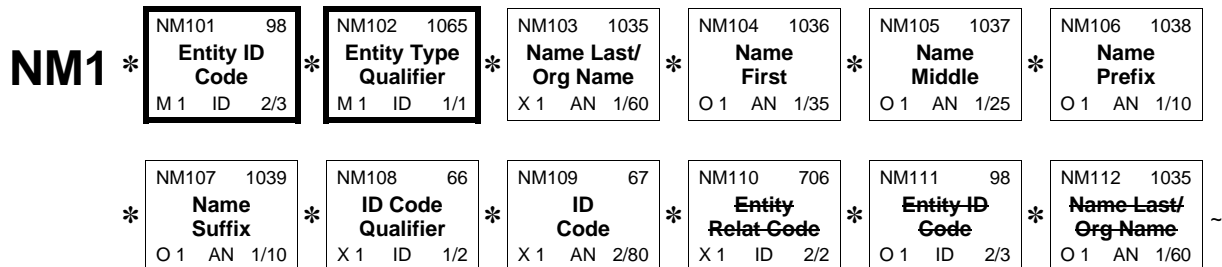 NM101 98 NM102 1065 NM103 1035 NM104 1036 NM105 1037 NM106 1038
NM1 * Entity ID * Entity Type * Name Last/ * Name * Name * Name
Code Qualifier Org Name First Middle Prefix
M 1 ID 2/3 M 1 ID 1/1 X 1 AN 1/60 O 1 AN 1/35 O 1 AN 1/25 O 1 AN 1/10
NM107 1039 NM108 66 NM109 67 NM110 706 NM111 98 NM112 1035
* Name * ID Code * ID * Entity * Entity ID * Name Last/ ~
Suffix Qualifier Code Relat Code Code Org Name
O 1 AN 1/10 X 1 ID 1/2 X 1 AN 2/80 X 1 ID 2/2 O 1 ID 2/3 O 1 AN 1/60